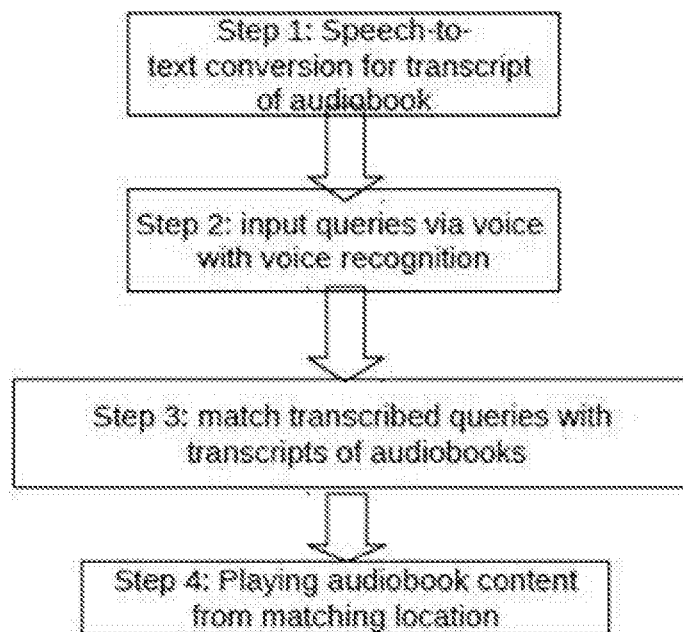 Step 1: Speech-to-
text conversion for transcript
of audiobook
Step 2: input queries via voice
with voice recognition
Step 3: match transcribed queries with
transcripts of audiobooks
Step 4: Playing audiobook content
from matching location